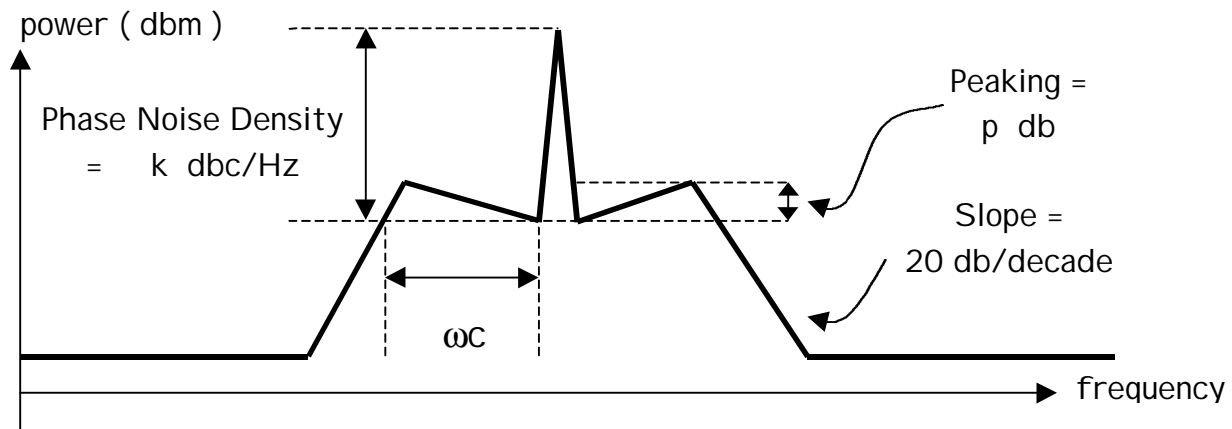 power ( dbm )
Phase Noise Density
= k dbc/Hz
Peaking =
p db
Slope =
20 db/decade
ωc
frequency